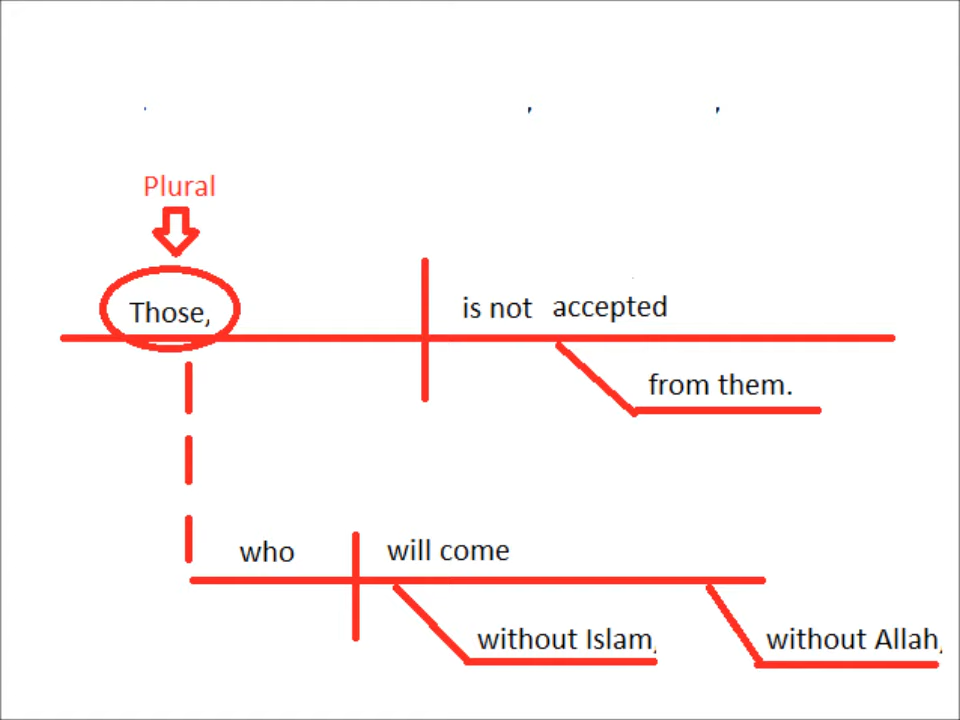 Plural
Those,
is not accepted
from them.
who
will come
without Islam,
without Allah,